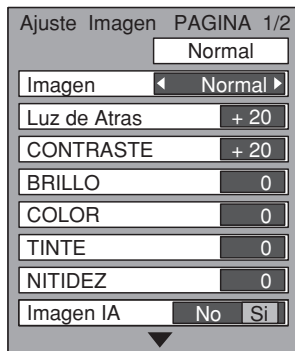 Ajuste Imagen PAGINA 1/2
Normal
Imagen Normal
Luz de Atras + 20
CONTRASTE + 20
BRILLO 0
COLOR 0
TINTE 0
NITIDEZ 0
Imagen IA No Si